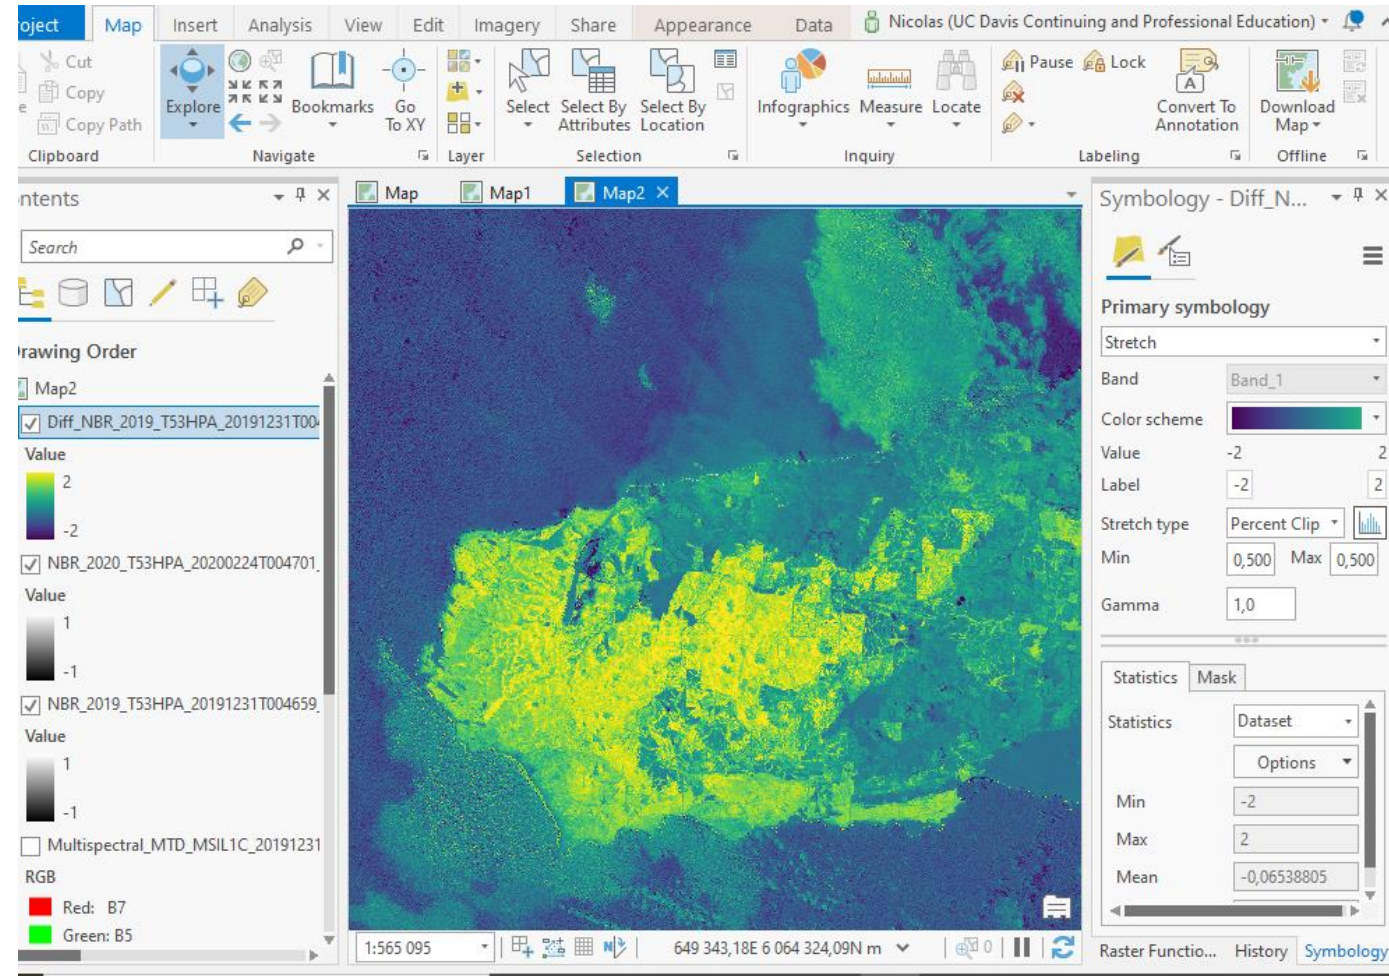 oject Map Insert Analysis View Edit Imagery Share Appearance Data Nicolas (UC Davis Continuing and Professional Education)
Cut
Copy
Copy Path
Explore
Bookmarks
Go To XY
Select
Select By Attributes
Select By Location
Infographics
Measure
Locate
Pause
Lock
Convert To Annotation
Download Map
Clipboard Navigate Layer Selection Inquiry Labeling Offline
ntents
Search
rawing Order
Map2
Diff_NBR_2019_T53HPA_20191231T004
Value
2
-2
NBR_2020_T53HPA_20200224T004701_
Value
1
-1
NBR_2019_T53HPA_20191231T004659_
Value
1
-1
Multispectral_MTD_MSIL1C_20191231
RGB
Red: B7
Green: B5
Map Map1 Map2
1:565 095
649 343,18E 6 064 324,09N m
0
Symbology - Diff_N...
Primary symbology
Stretch
Band Band_1
Color scheme
Value -2 2
Label -2 2
Stretch type Percent Clip
Min 0,500 Max 0,500
Gamma 1,0
Statistics Mask
Statistics Dataset
Options
Min -2
Max 2
Mean -0,06538805
Raster Functio... History Symbology